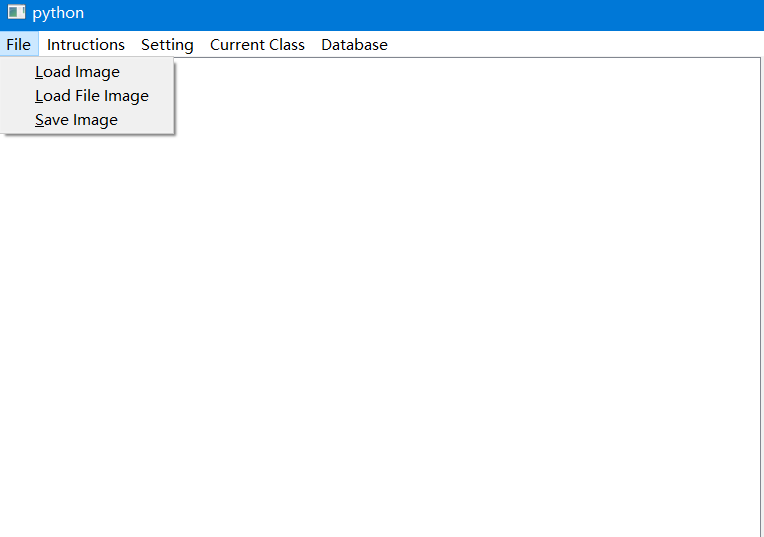 python
File Intructions Setting Current Class Database
Load Image
Load File Image
Save Image